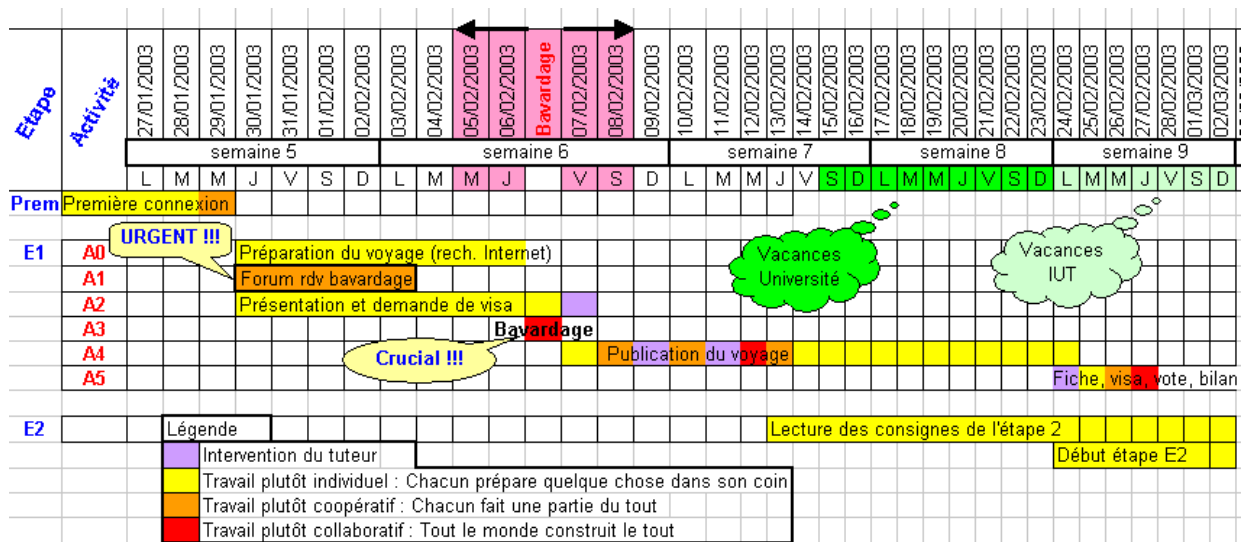 Etape Activité 27/01/2003 28/01/2003 29/01/2003 30/01/2003 31/01/2003 01/02/2003 02/02/2003 03/02/2003 04/02/2003 05/02/2003 06/02/2003 Bavardage 07/02/2003 08/02/2003 09/02/2003 10/02/2003 11/02/2003 12/02/2003 13/02/2003 14/02/2003 15/02/2003 16/02/2003 17/02/2003 18/02/2003 19/02/2003 20/02/2003 21/02/2003 22/02/2003 23/02/2003 24/02/2003 25/02/2003 26/02/2003 27/02/2003 28/02/2003 01/03/2003 02/03/2003
semaine 5 semaine 6 semaine 7 semaine 8 semaine 9
L M M J V S D L M M J V S D L M M J V S D L M M J V S D L M M J V S D
Prem Première connexion
URGENT !!!
E1 A0 Préparation du voyage (rech. Internet)
A1 Forum rdv bavardage
Vacances
Université
Vacances
IUT
A2 Présentation et demande de visa
A3 Bavardage
Crucial !!!
A4 Publication du voyage
A5 Fiche, visa, vote, bilan
E2 Légende Lecture des consignes de l'étape 2
Intervention du tuteur Début étape E2
Travail plutôt individuel : Chacun prépare quelque chose dans son coin
Travail plutôt coopératif : Chacun fait une partie du tout
Travail plutôt collaboratif : Tout le monde construit le tout